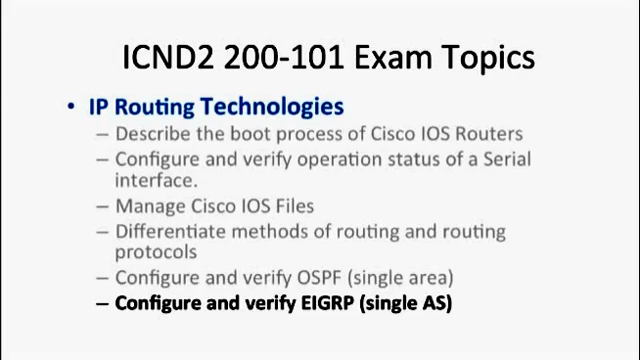 ICND2 200-101 Exam Topics
• IP Routing Technologies
– Describe the boot process of Cisco IOS Routers
– Configure and verify operation status of a Serial
interface.
– Manage Cisco IOS Files
– Differentiate methods of routing and routing
protocols
– Configure and verify OSPF (single area)
– Configure and verify EIGRP (single AS)